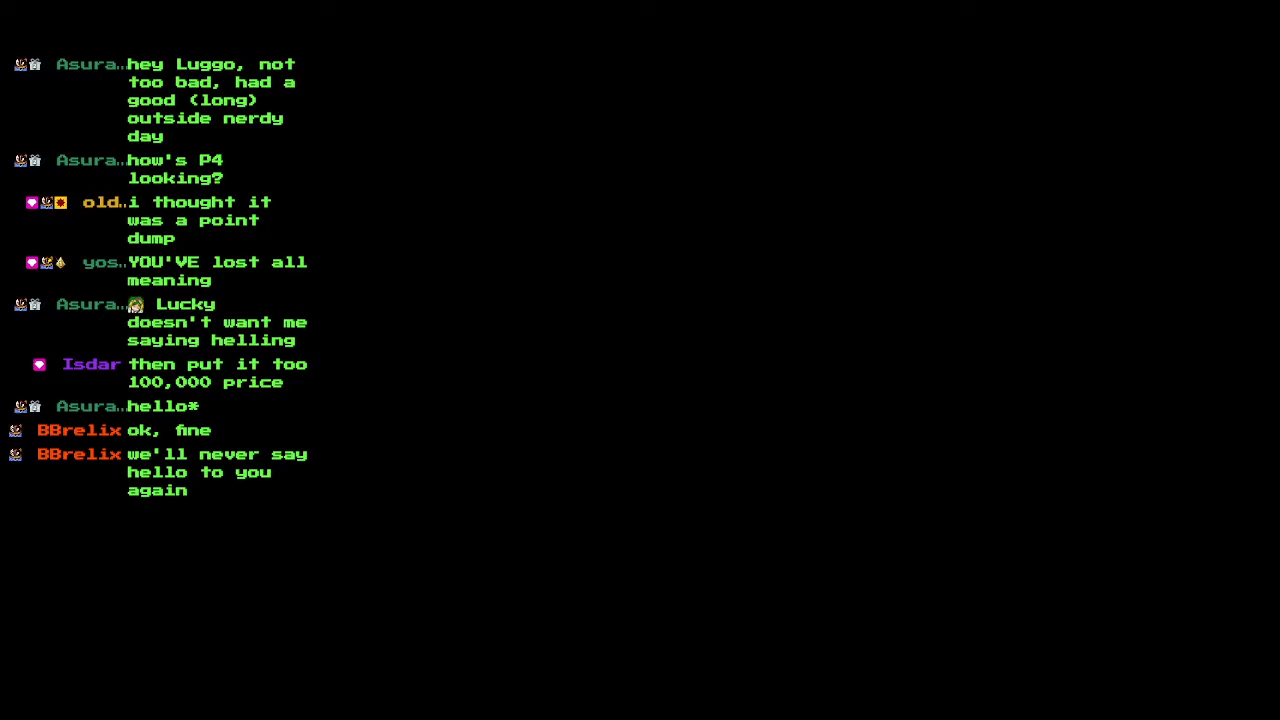 Asura.. hey Luggo, not
too bad, had a
good (long)
outside nerdy
day
Asura.. how's P4
looking?
old.. i thought it
was a point
dump
yos.. YOU'VE lost all
meaning
Asura.. Lucky
doesn't want me
saying helling
Isdar then put it too
100,000 price
Asura.. hello*
BBrelix ok, fine
BBrelix we'll never say
hello to you
again